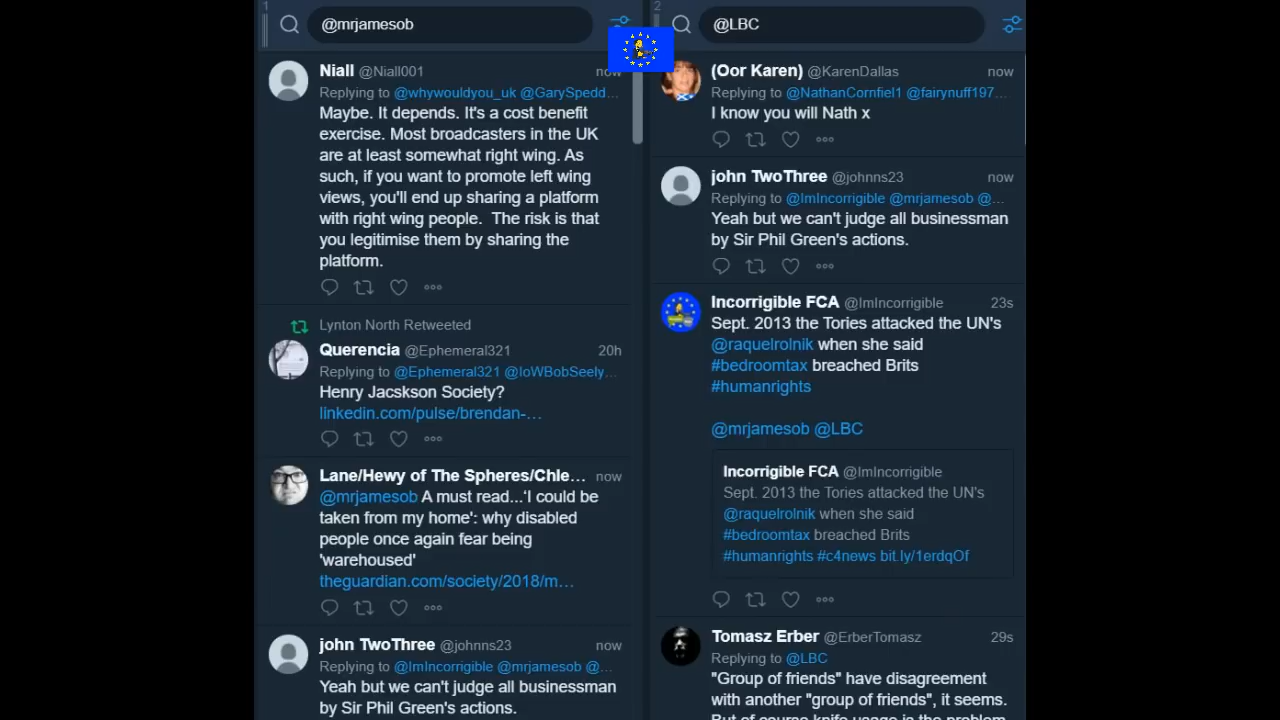 1
@mrjamesob
Niall @Niall001 now
Replying to @whywouldyou_uk @GarySpedd...
Maybe. It depends. It's a cost benefit
exercise. Most broadcasters in the UK
are at least somewhat right wing. As
such, if you want to promote left wing
views, you'll end up sharing a platform
with right wing people.  The risk is that
you legitimise them by sharing the
platform.
Lynton North Retweeted
Querencia @Ephemeral321 20h
Replying to @Ephemeral321 @IoWBobSeely...
Henry Jacskson Society?
linkedin.com/pulse/brendan-...
Lane/Hewy of The Spheres/Chle... now
@mrjamesob A must read...'I could be
taken from my home': why disabled
people once again fear being
'warehoused'
theguardian.com/society/2018/m...
john TwoThree @johnns23 now
Replying to @ImIncorrigible @mrjamesob @...
Yeah but we can't judge all businessman
by Sir Phil Green's actions.
2
@LBC
(Oor Karen) @KarenDallas now
Replying to @NathanCornfiel1 @fairynuff197...
I know you will Nath x
john TwoThree @johnns23 now
Replying to @ImIncorrigible @mrjamesob @...
Yeah but we can't judge all businessman
by Sir Phil Green's actions.
Incorrigible FCA @ImIncorrigible 23s
Sept. 2013 the Tories attacked the UN's
@raquelrolnik when she said
#bedroomtax breached Brits
#humanrights
@mrjamesob @LBC
Incorrigible FCA @ImIncorrigible
Sept. 2013 the Tories attacked the UN's
@raquelrolnik when she said
#bedroomtax breached Brits
#humanrights #c4news bit.ly/1erdqOf
Tomasz Erber @ErberTomasz 29s
Replying to @LBC
"Group of friends" have disagreement
with another "group of friends", it seems.
But of course knife usage is the problem